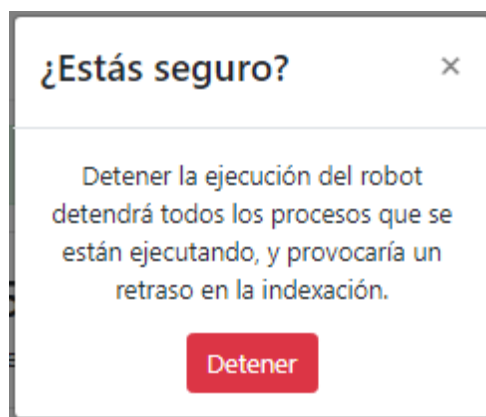 ¿Estás seguro?
×
Detener la ejecución del robot
detendrá todos los procesos que se
están ejecutando, y provocaría un
retraso en la indexación.
Detener